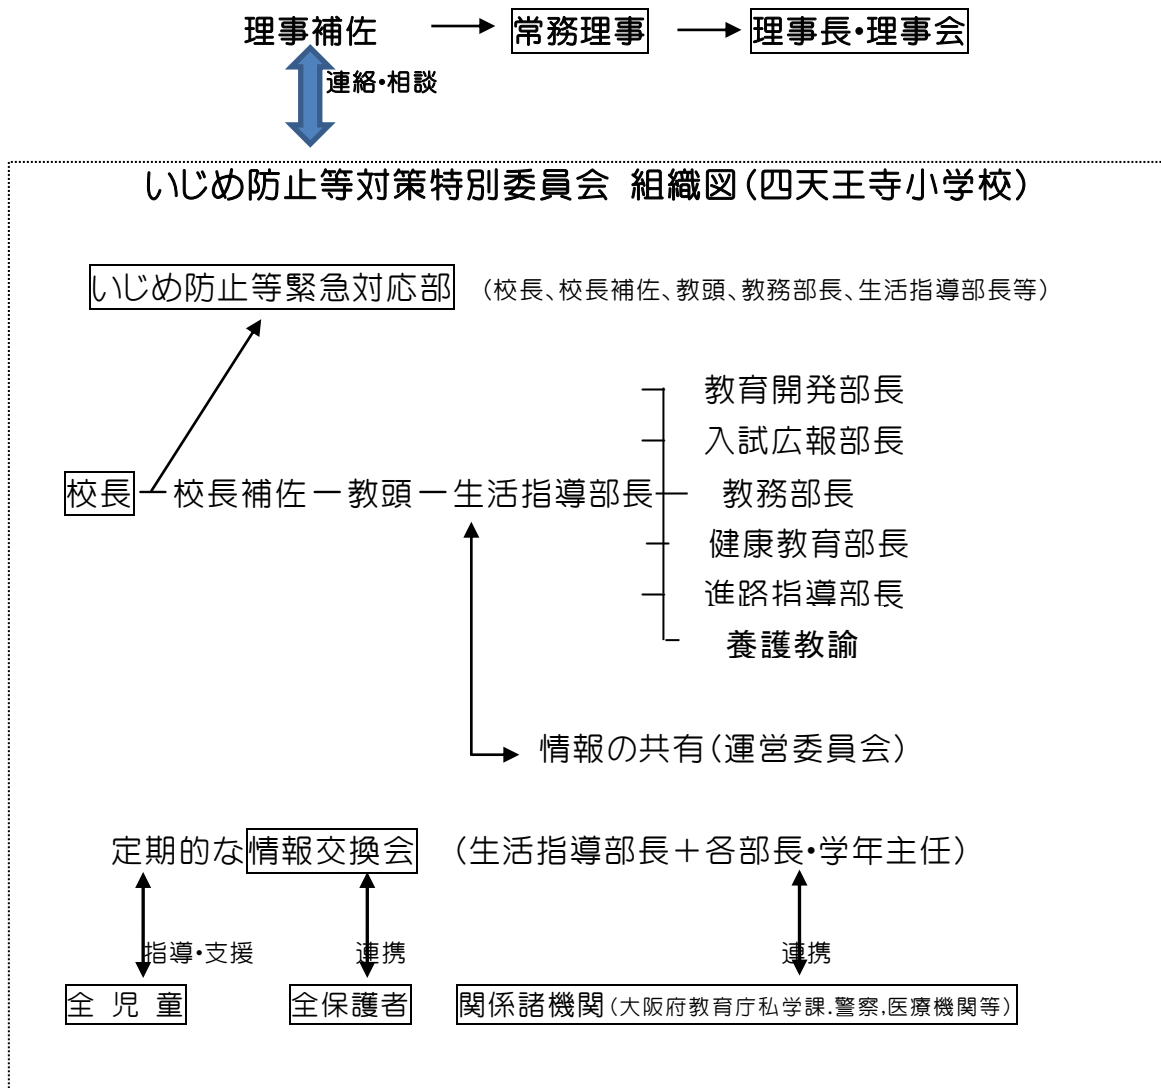 理事補佐 常務理事 理事長・理事会
連絡・相談
いじめ防止等対策特別委員会 組織図(四天王寺小学校)
いじめ防止等緊急対応部 (校長、校長補佐、教頭、教務部長、生活指導部長等)
教育開発部長
入試広報部長
校長 校長補佐 教頭 生活指導部長 教務部長
健康教育部長
進路指導部長
養護教諭
情報の共有(運営委員会)
定期的な情報交換会 (生活指導部長+各部長・学年主任)
指導・支援 連携 連携
全 児 童 全保護者 関係諸機関(大阪府教育庁私学課.警察,医療機関等)